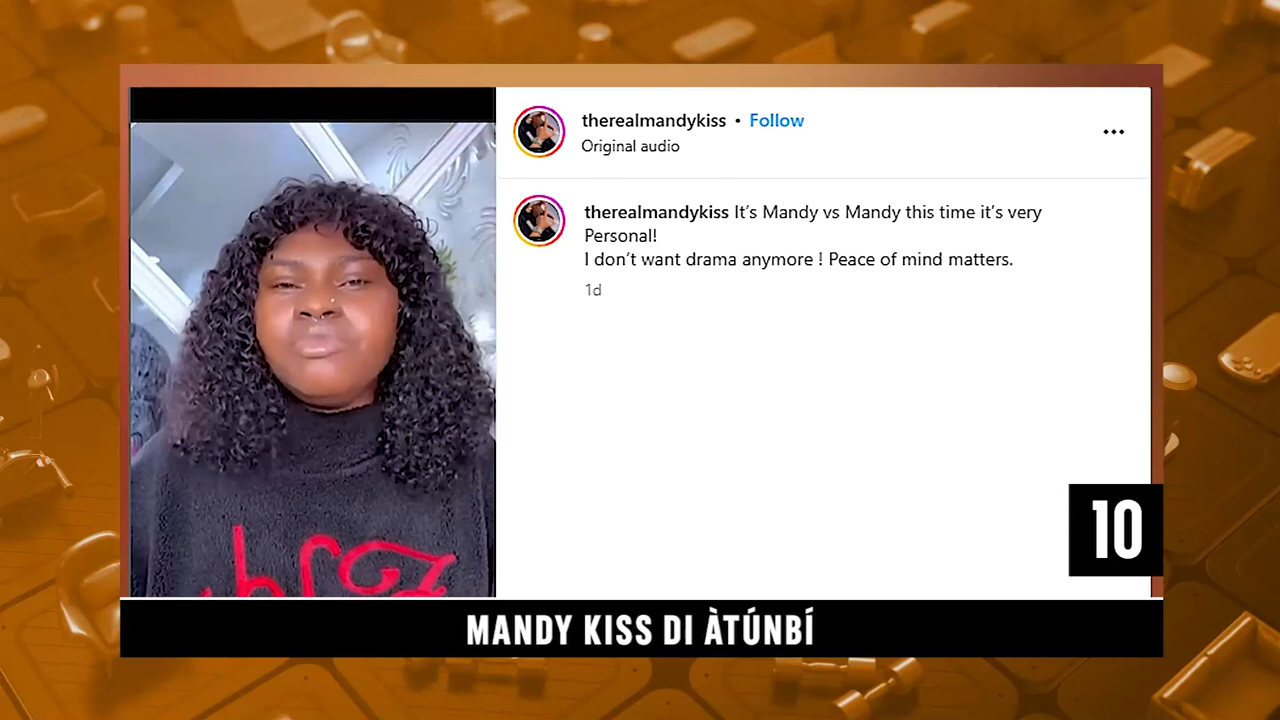 therealmandykiss • Follow
Original audio
therealmandykiss It's Mandy vs Mandy this time it's very
Personal!
I don't want drama anymore ! Peace of mind matters.
1d
10
MANDY KISS DI ÀTÚNBÍ